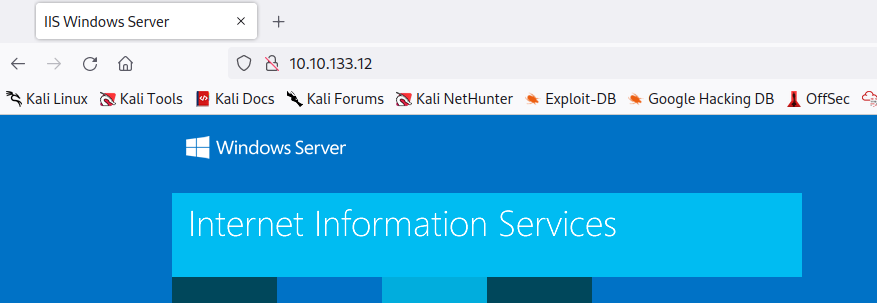 IIS Windows Server
10.10.133.12
Kali Linux Kali Tools Kali Docs Kali Forums Kali NetHunter Exploit-DB Google Hacking DB OffSec
Windows Server
Internet Information Services